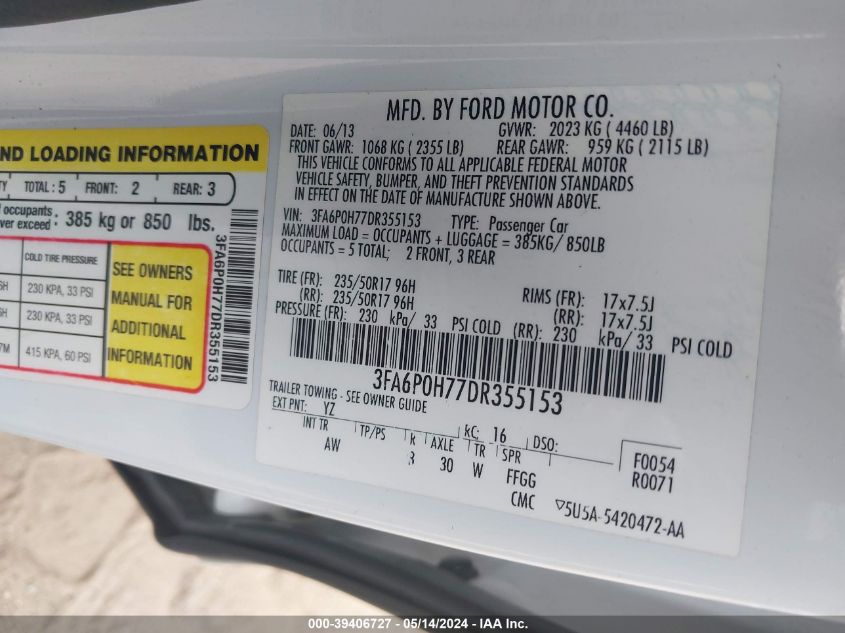 ND LOADING INFORMATION
TOTAL : 5 FRONT: 2 REAR: 3
occupants
ver exceed : 385 kg or 850 lbs.
COLD TIRE PRESSURE
230 KPA, 33 PSI
230 KPA, 33 PSI
415 KPA, 60 PSI
SEE OWNERS
MANUAL FOR
ADDITIONAL
INFORMATION
3FA6P0H77DR355153
MFD. BY FORD MOTOR CO.
DATE: 06/13 GVWR: 2023 KG ( 4460 LB)
FRONT GAWR: 1068 KG ( 2355 LB) REAR GAWR: 959 KG ( 2115 LB)
THIS VEHICLE CONFORMS TO ALL APPLICABLE FEDERAL MOTOR
VEHICLE SAFETY, BUMPER, AND THEFT PREVENTION STANDARDS
IN EFFECT ON THE DATE OF MANUFACTURE SHOWN ABOVE.
VIN: 3FA6P0H77DR355153 TYPE: Passenger Car
MAXIMUM LOAD = OCCUPANTS + LUGGAGE = 385KG/ 850LB
OCCUPANTS = 5 TOTAL; 2 FRONT, 3 REAR
TIRE (FR): 235/50R17 96H RIMS (FR): 17x7.5J
(RR): 235/50R17 96H (RR): 17x7.5J
PRESSURE (FR): 230 kPa/ 33 PSI COLD (RR): 230 kPa/ 33 PSI COLD
3FA6P0H77DR355153
TRAILER TOWING - SEE OWNER GUIDE
EXT PNT: YZ KC: 16 DSO:
INT TR TP/PS R AXLE TR SPR F0054
AW 3 30 W FFGG R0071
CMC ▽5U5A-5420472-AA
000-39406727 - 05/14/2024 - IAA Inc.